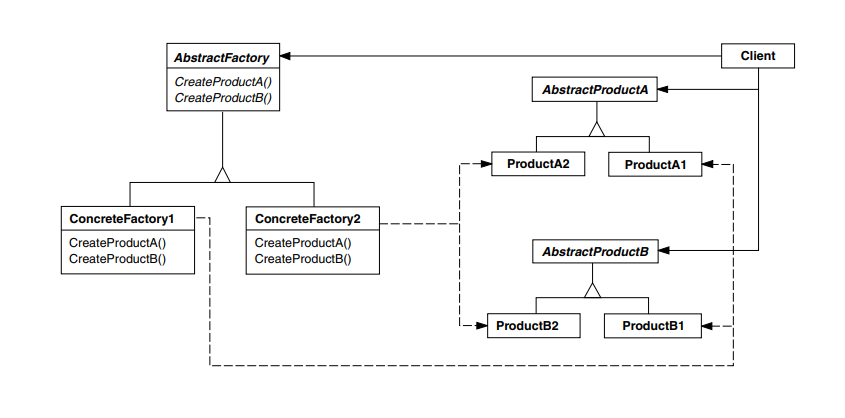 AbstractFactory
CreateProductA()
CreateProductB()
Client
AbstractProductA
ProductA2
ProductA1
ConcreteFactory1
CreateProductA()
CreateProductB()
ConcreteFactory2
CreateProductA()
CreateProductB()
AbstractProductB
ProductB2
ProductB1